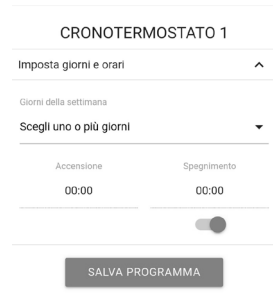 CRONOTERMOSTATO 1
Imposta giorni e orari
Giorni della settimana
Scegli uno o più giorni
Accensione Spegnimento
00:00 00:00
SALVA PROGRAMMA